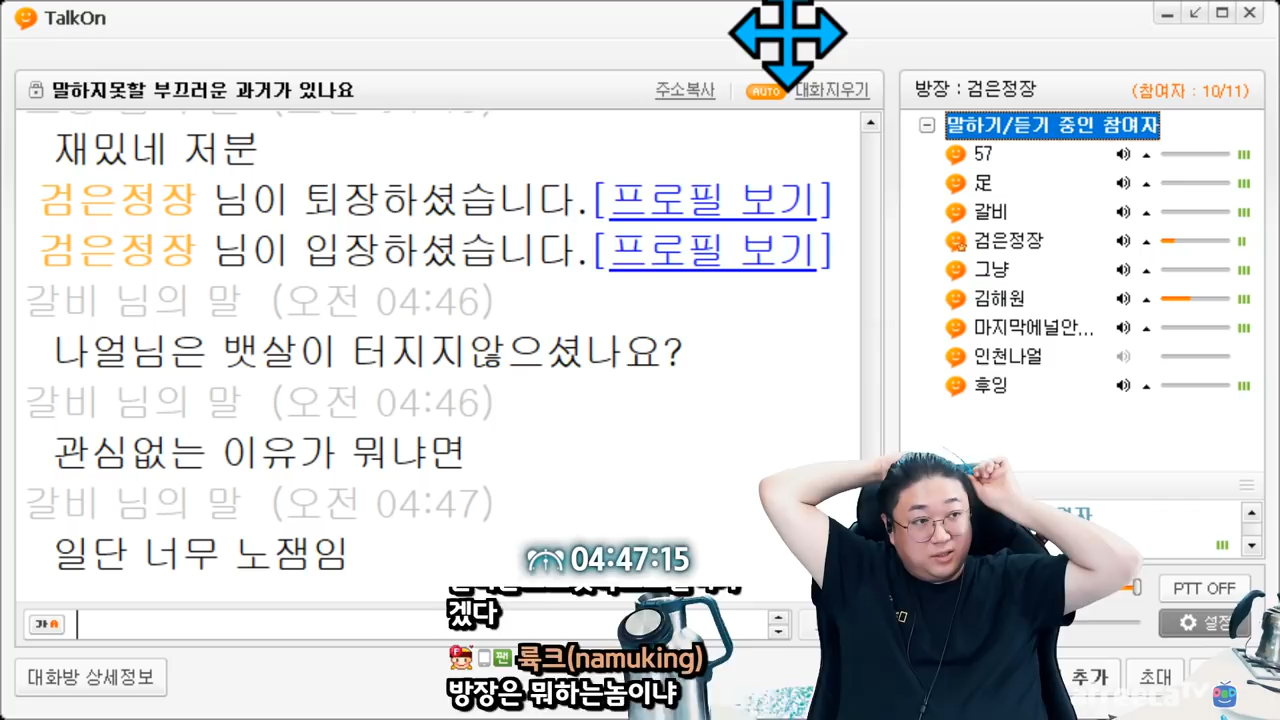 TalkOn
말하지못할 부끄러운 과거가 있나요
주소복사
AUTO
대화지우기
재밌네 저분
검은정장 님이 퇴장하셨습니다.[프로필 보기]
검은정장 님이 입장하셨습니다.[프로필 보기]
갈비 님의 말 (오전 04:46)
나얼님은 뱃살이 터지지않으셨나요?
갈비 님의 말 (오전 04:46)
관심없는 이유가 뭐냐면
갈비 님의 말 (오전 04:47)
일단 너무 노잼임
04:47:15
겠다
륙크(namuking)
방장은 뭐하는놈이냐
가A
대화방 상세정보
방장 : 검은정장
(참여자 : 10/11)
말하기/듣기 중인 참여자
57
足
갈비
검은정장
그냥
김해원
마지막에널안...
인천나얼
후잉
여자
PTT OFF
설정
추가
초대
afreecaTV